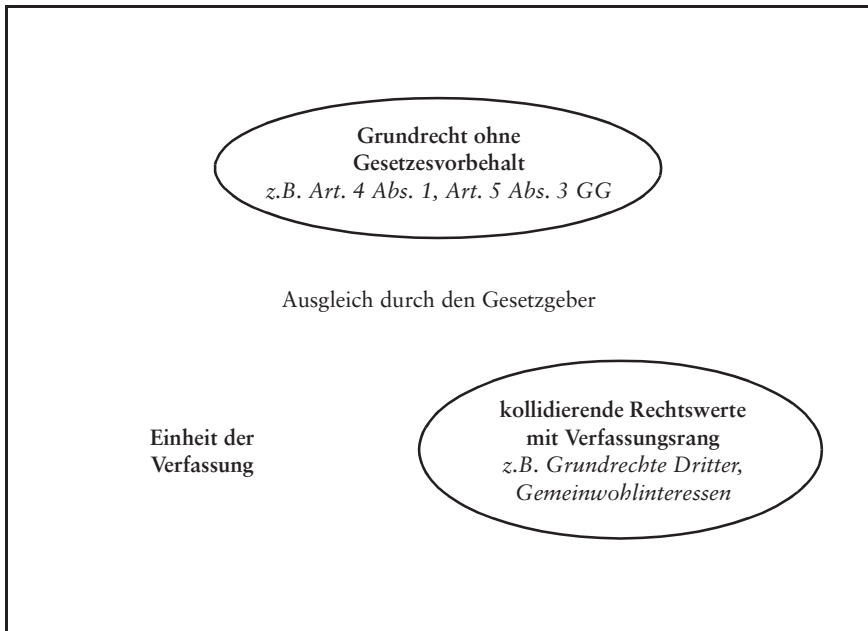 Grundrecht ohne
Gesetzesvorbehalt
z.B. Art. 4 Abs. 1, Art. 5 Abs. 3 GG
Ausgleich durch den Gesetzgeber
Einheit der
Verfassung
kollidierende Rechtswerte
mit Verfassungsrang
z.B. Grundrechte Dritter,
Gemeinwohlinteressen